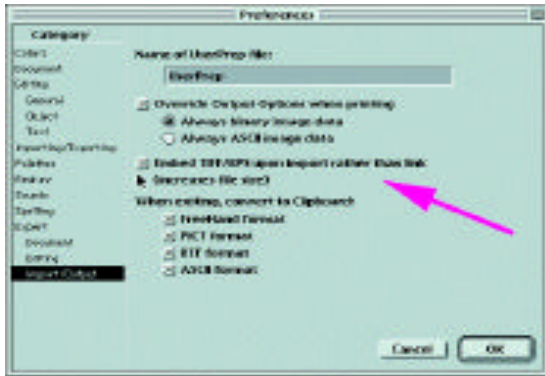 Preferences
Category
Colors
Document
Editing
General
Object
Text
Importing/Exporting
Palettes
Redraw
Sounds
Spelling
Expert
Document
Editing
Import/Output
Name of UserPrep file:
UserPrep
Override Output Options when printing
Always binary image data
Always ASCII image data
Embed TIFF/EPS upon import rather than link
(increases file size)
When exiting, convert to Clipboard:
FreeHand format
PICT format
RTF format
ASCII format
Cancel
OK